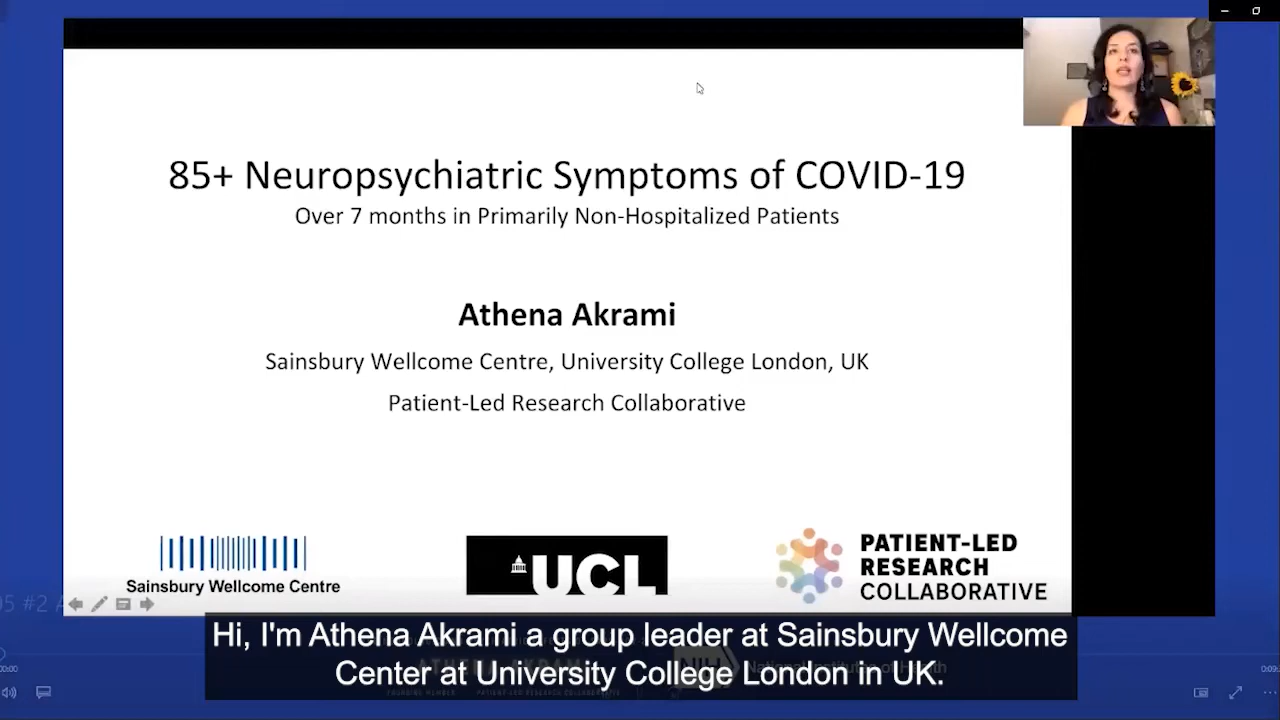 85+ Neuropsychiatric Symptoms of COVID-19
Over 7 months in Primarily Non-Hospitalized Patients
Athena Akrami
Sainsbury Wellcome Centre, University College London, UK
Patient-Led Research Collaborative
Sainsbury Wellcome Centre
UCL
PATIENT-LED
RESEARCH
COLLABORATIVE
Hi, I'm Athena Akrami a group leader at Sainsbury Wellcome
Center at University College London in UK.